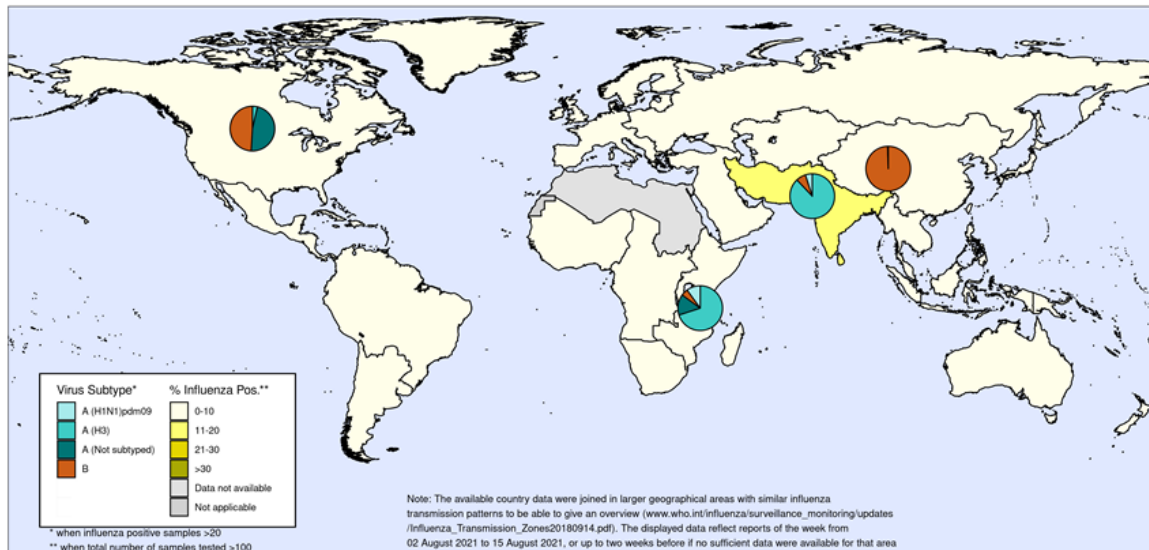 Virus Subtype*
A (H1N1)pdm09
A (H3)
A (Not subtyped)
B
% Influenza Pos.**
0-10
11-20
21-30
>30
Data not available
Not applicable
* when influenza positive samples >20
** when total number of samples tested >100
Note: The available country data were joined in larger geographical areas with similar influenza
transmission patterns to be able to give an overview (www.who.int/influenza/surveillance_monitoring/updates
/Influenza_Transmission_Zones20180914.pdf). The displayed data reflect reports of the week from
02 August 2021 to 15 August 2021, or up to two weeks before if no sufficient data were available for that area